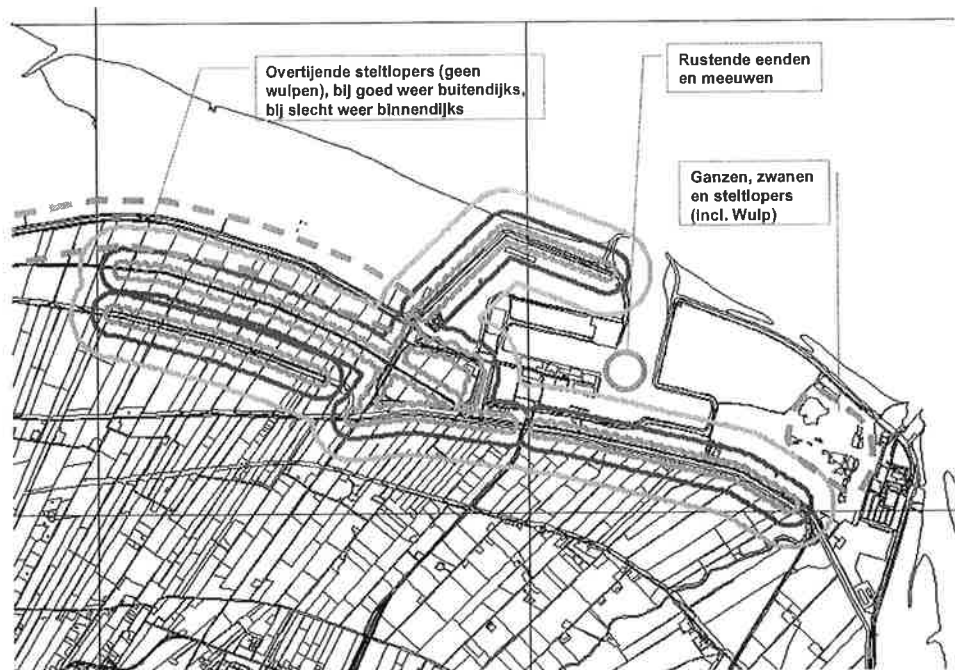 Overtijende steltlopers (geen
wulpen), bij goed weer buitendijks,
bij slecht weer binnendijks
Rustende eenden
en meeuwen
Ganzen, zwanen
en steltlopers
(incl. Wulp)